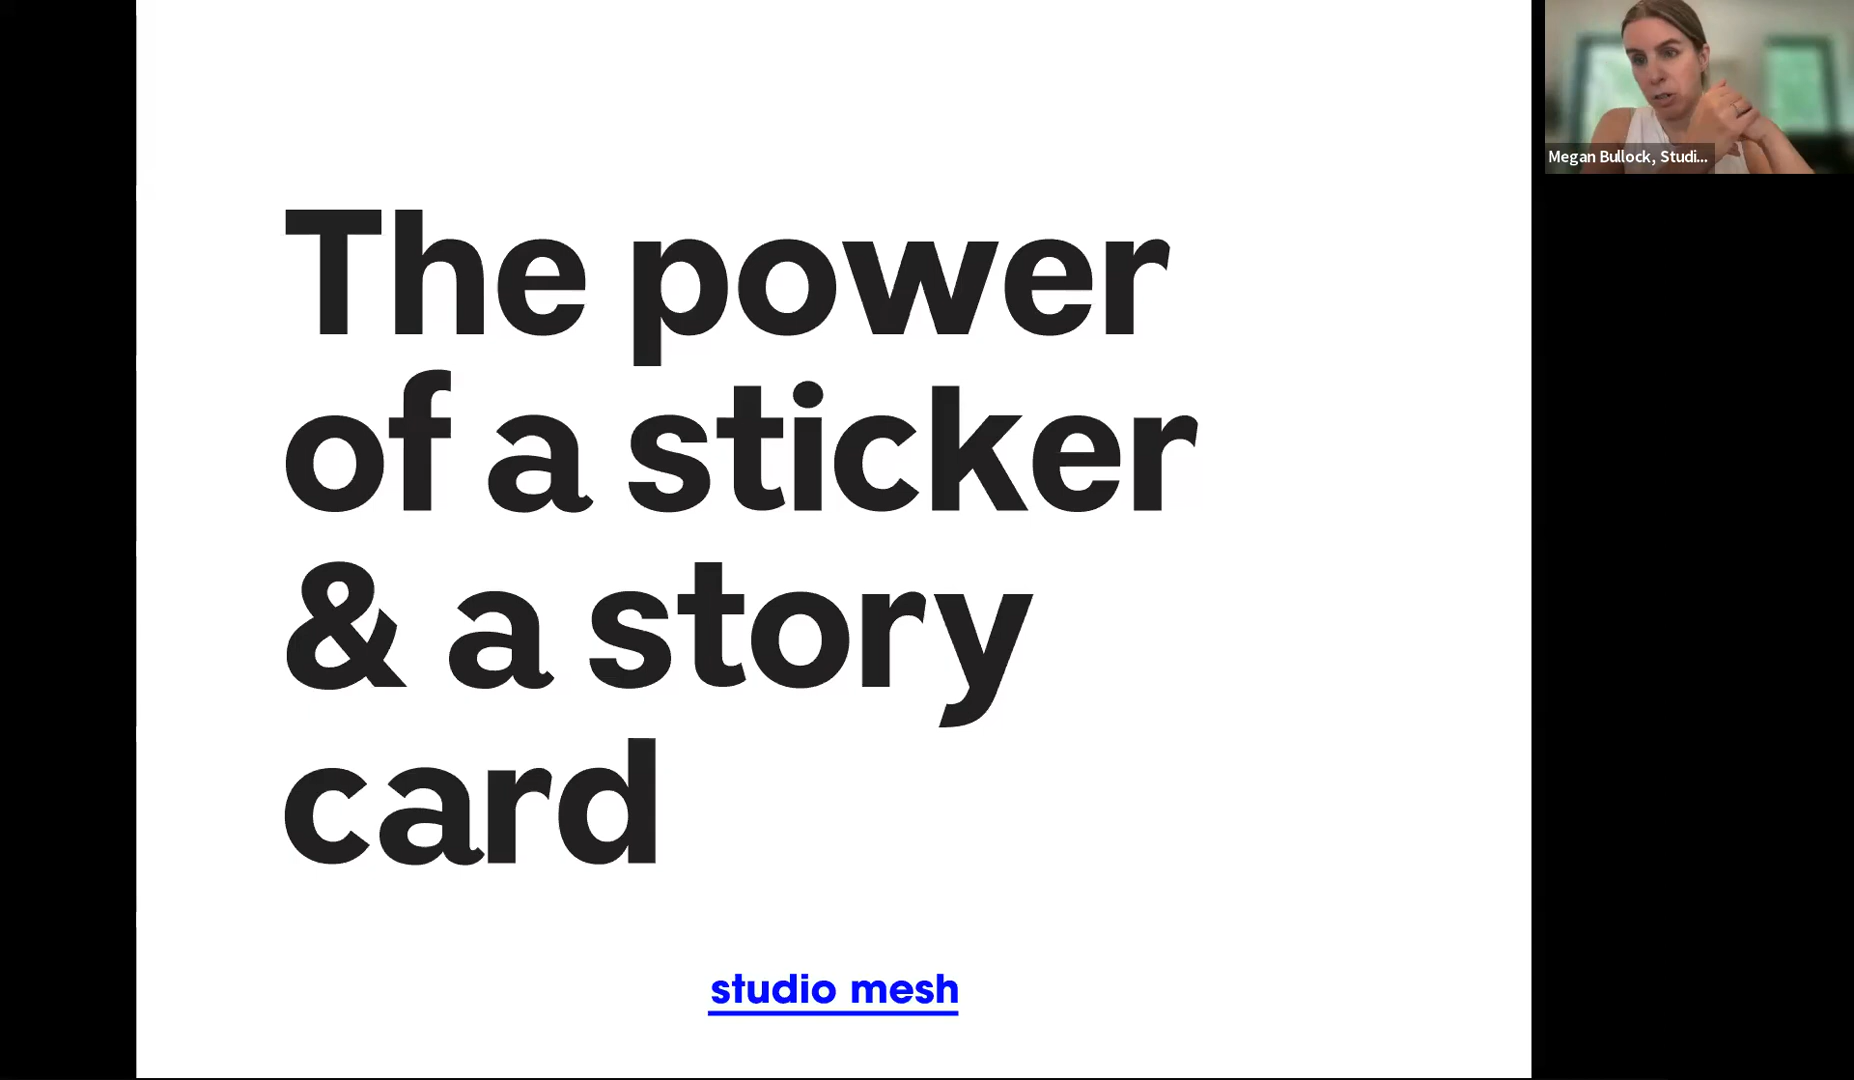 The power
of a sticker
& a story
card
studio mesh
Megan Bullock, Studi...